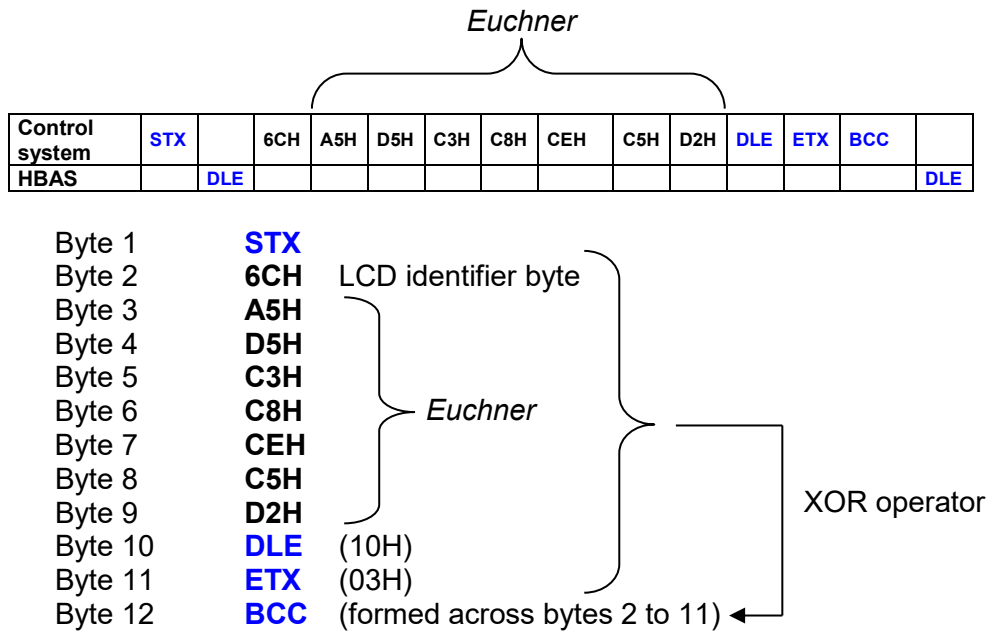 Euchner
Control system STX 6CH A5H D5H C3H C8H CEH C5H D2H DLE ETX BCC
HBAS DLE DLE
Byte 1 STX
Byte 2 6CH LCD identifier byte
Byte 3 A5H
Byte 4 D5H
Byte 5 C3H
Byte 6 C8H Euchner
Byte 7 CEH
Byte 8 C5H
Byte 9 D2H
XOR operator
Byte 10 DLE (10H)
Byte 11 ETX (03H)
Byte 12 BCC (formed across bytes 2 to 11)